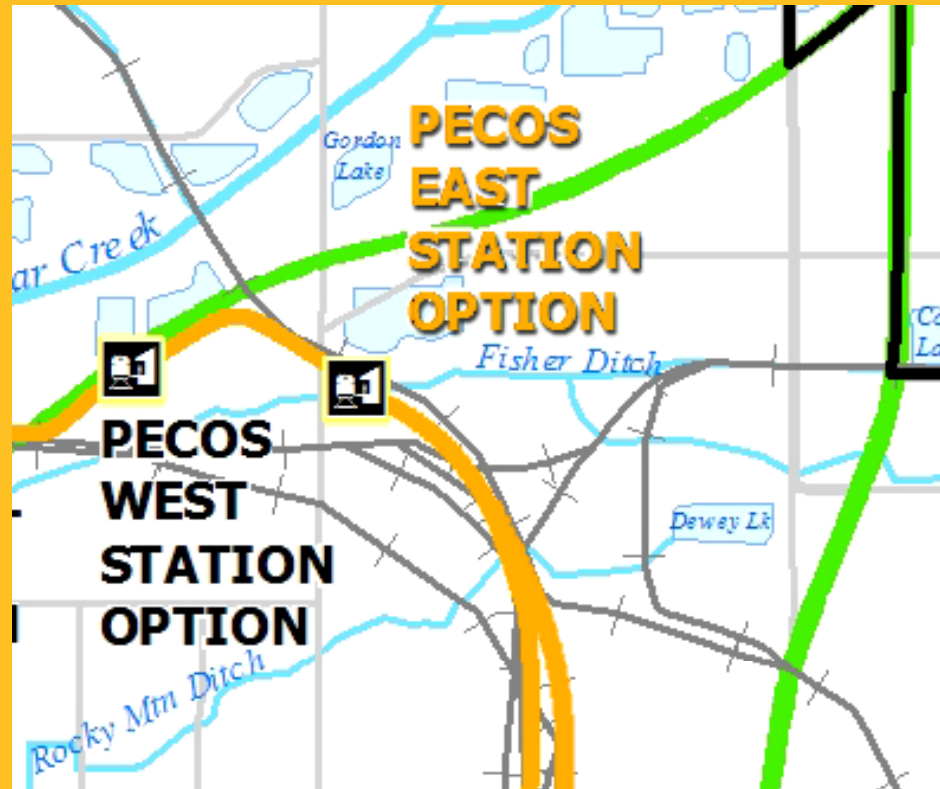 Gordon
Lake
PECOS
EAST
STATION
OPTION
ar Creek
Fisher Ditch
PECOS
WEST
STATION
OPTION
Dewey Lk
Rocky Mtn Ditch